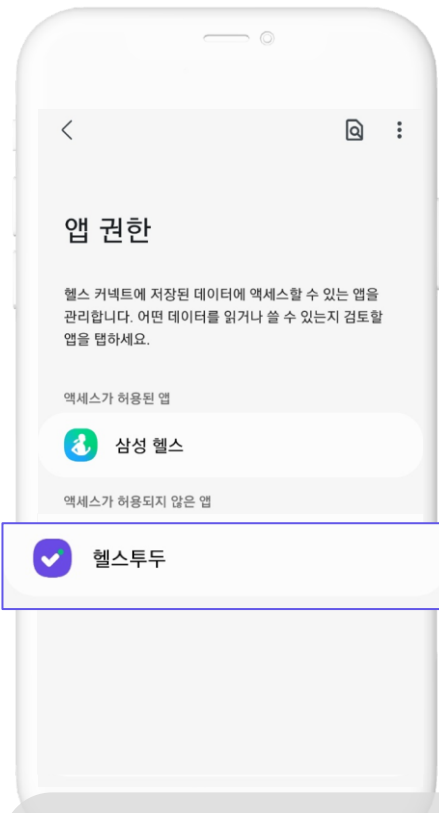 앱 권한
헬스 커넥트에 저장된 데이터에 액세스할 수 있는 앱을
관리합니다. 어떤 데이터를 읽거나 쓸 수 있는지 검토할
앱을 탭하세요.
액세스가 허용된 앱
삼성 헬스
액세스가 허용되지 않은 앱
헬스투두